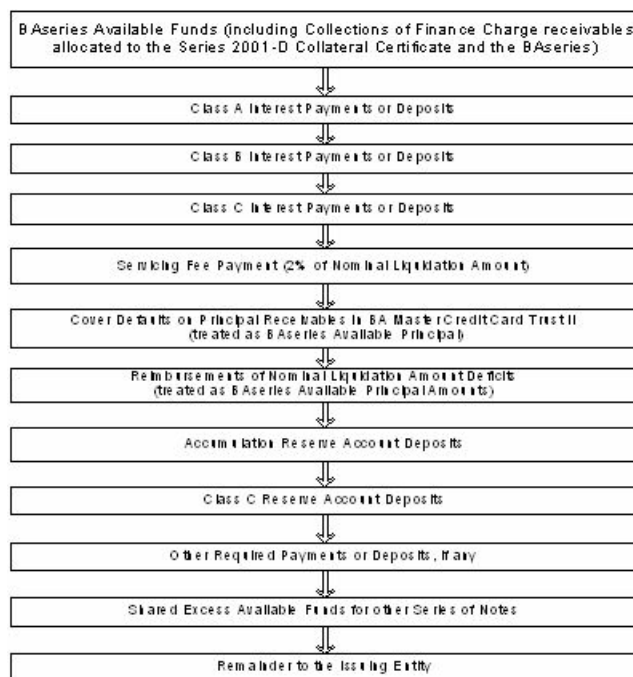 BAseries Available Funds (including Collections of Finance Charge receivables
allocated to the Series 2001-D Collateral Certificate and the BAseries)
Class A Interest Payments or Deposits
Class B Interest Payments or Deposits
Class C Interest Payments or Deposits
Servicing Fee Payment (2% of Nominal Liquidation Amount)
Cover Defaults on Principal Receivables in BA Master Credit Card Trust II
(treated as BAseries Available Principal)
Reimbursements of Nominal Liquidation Amount Deficits
(treated as BAseries Available Principal Amounts)
Accumulation Reserve Account Deposits
Class C Reserve Account Deposits
Other Required Payments or Deposits, if any
Shared Excess Available Funds for other Series of Notes
Remainder to the Issuing Entity